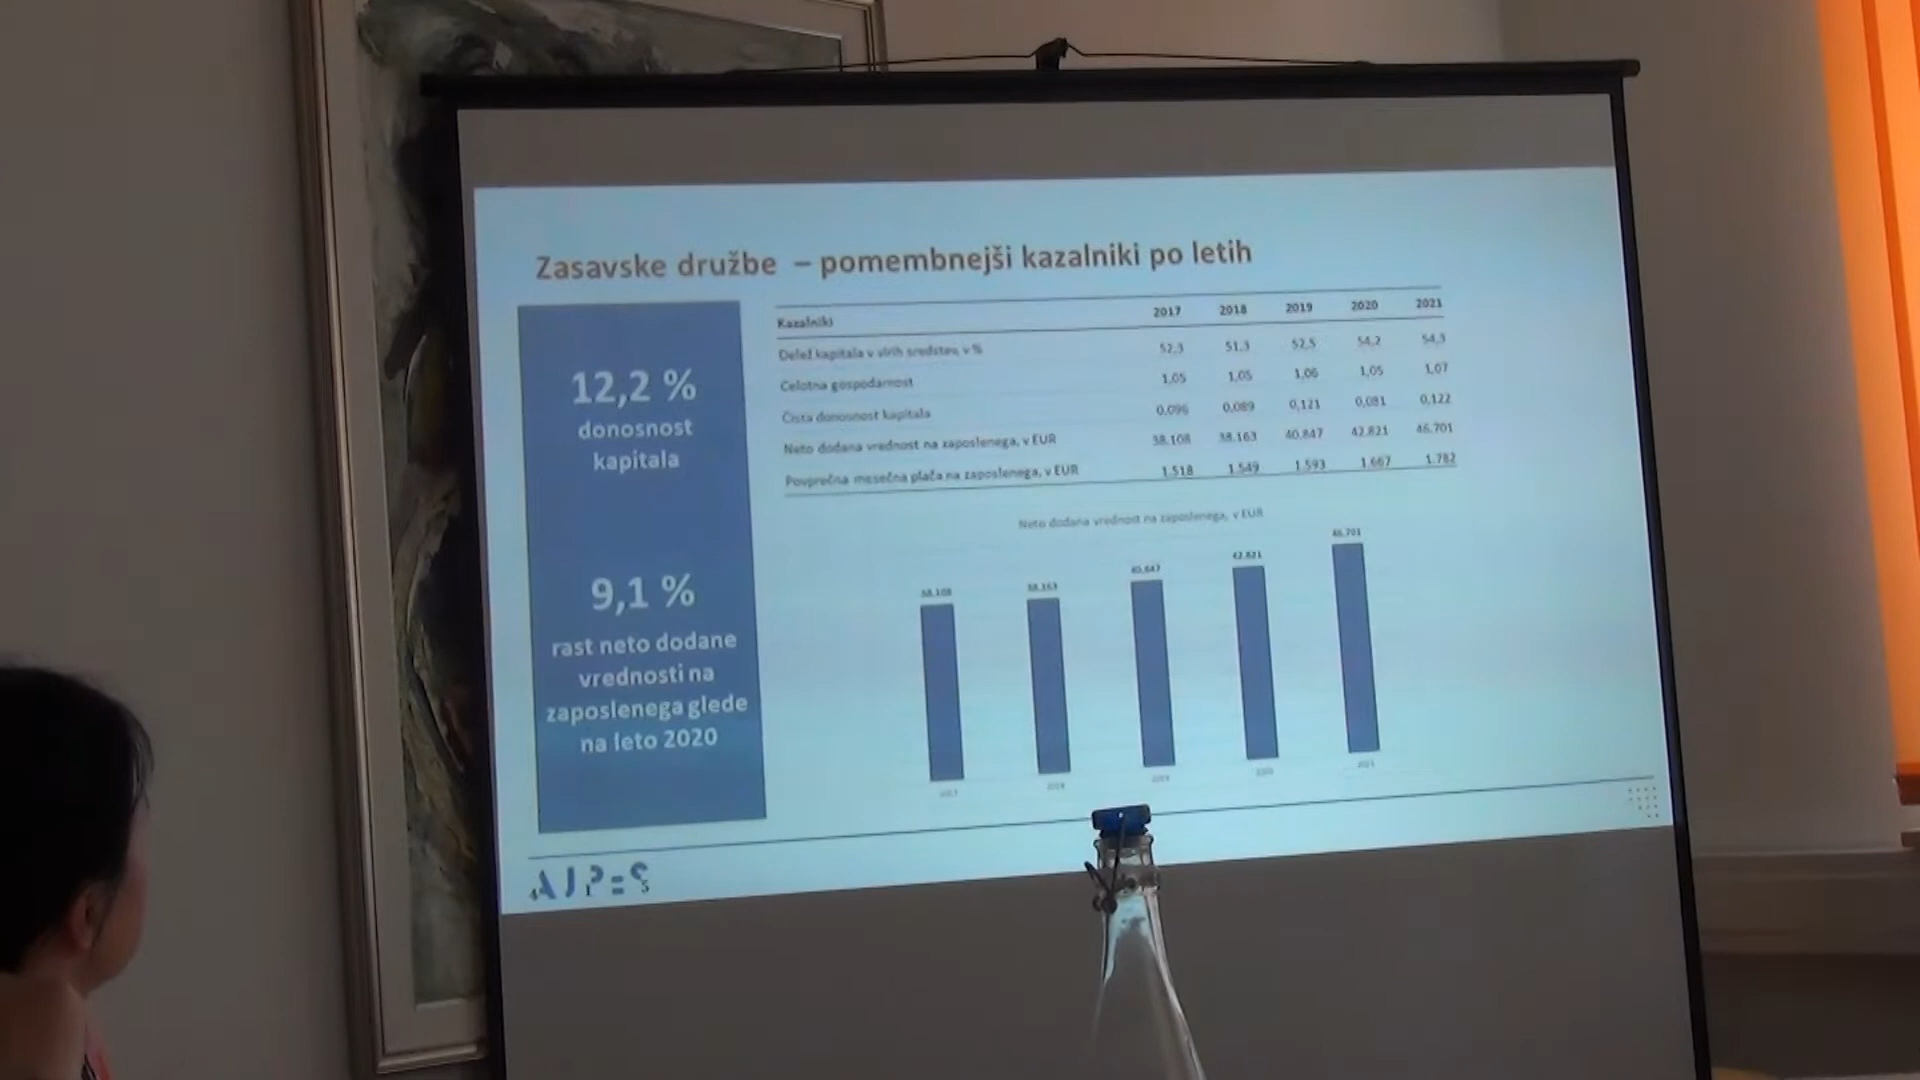 Zasavske družbe – pomembnejši kazalniki po letih
12,2 %
donosnost
kapitala
9,1 %
rast neto dodane
vrednosti na
zaposlenega glede
na leto 2020
Kazalniki 2017 2018 2019 2020 2021
Delež kapitala v virih sredstev, v % 52,3 51,3 52,5 54,2 54,3
Celotna gospodarnost 1,05 1,05 1,06 1,05 1,07
Čista donosnost kapitala 0,096 0,089 0,121 0,081 0,122
Neto dodana vrednost na zaposlenega, v EUR 38.108 38.163 40.847 42.821 46.701
Povprečna mesečna plača na zaposlenega, v EUR 1.518 1.549 1.593 1.667 1.782
Neto dodana vrednost na zaposlenega, v EUR
38.108 38.163 40.847 42.821 46.701
2017 2018 2019 2020 2021
AJPES